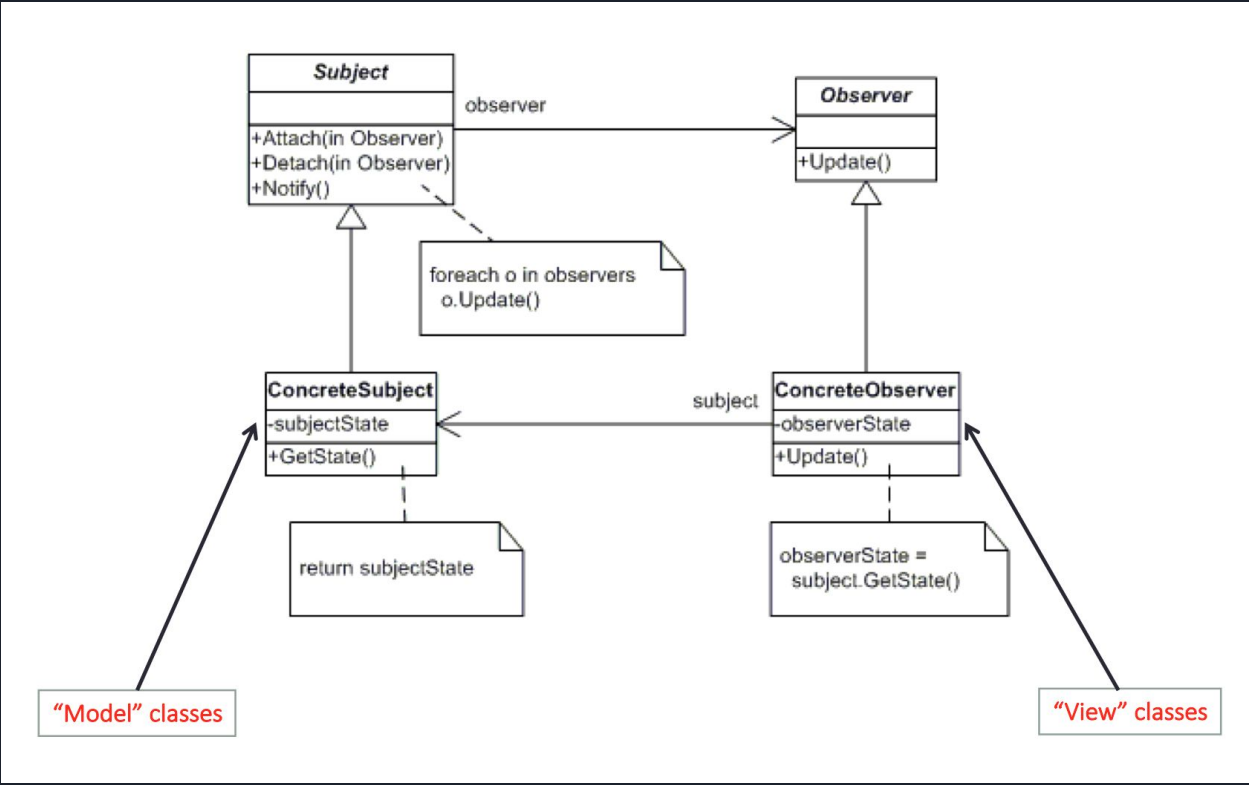 Subject
+Attach(in Observer)
+Detach(in Observer)
+Notify()
observer
Observer
+Update()
foreach o in observers
o.Update()
ConcreteSubject
-subjectState
+GetState()
subject
ConcreteObserver
-observerState
+Update()
return subjectState
observerState =
subject.GetState()
“Model” classes
“View” classes